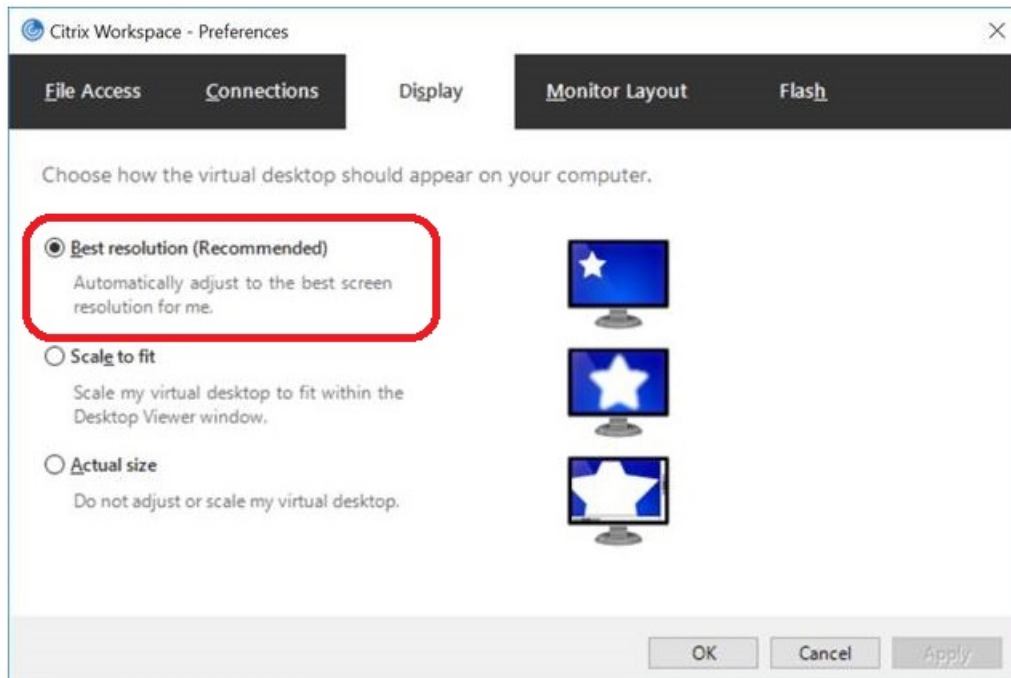 Citrix Workspace - Preferences
File Access Connections Display Monitor Layout Flash
Choose how the virtual desktop should appear on your computer.
Best resolution (Recommended)
Automatically adjust to the best screen
resolution for me.
Scale to fit
Scale my virtual desktop to fit within the
Desktop Viewer window.
Actual size
Do not adjust or scale my virtual desktop.
OK Cancel Apply